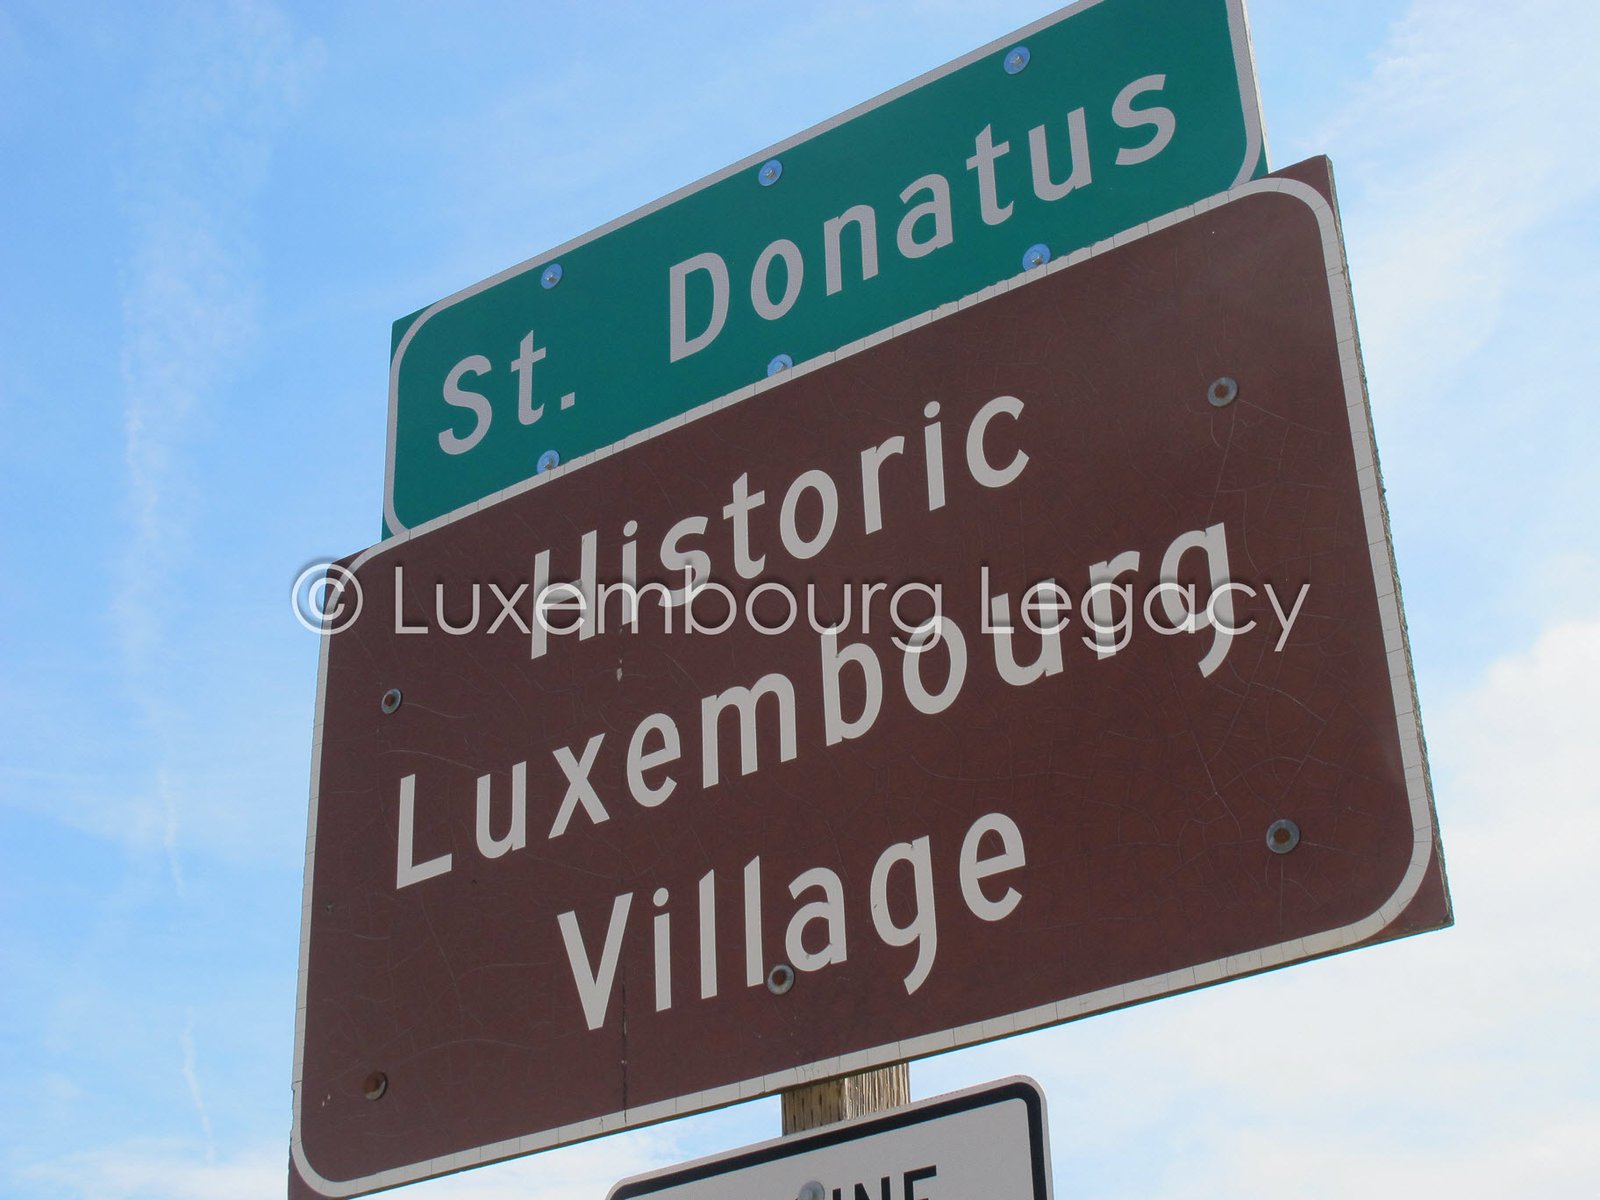 St. Donatus
Historic
© Luxembourg Legacy
Luxembourg
Village